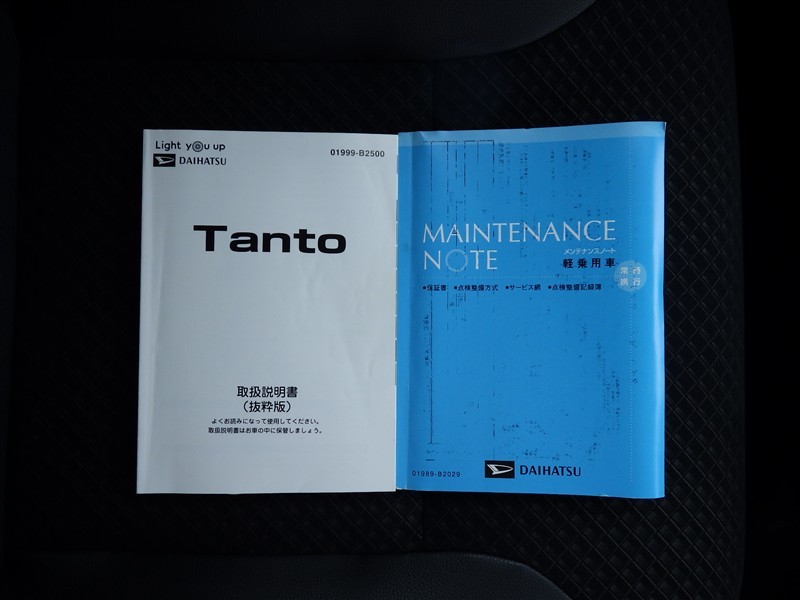 Light you up
DAIHATSU
01999-B2500
Tanto
取扱説明書
（抜粋版）
よくお読みになって使用してください。
取扱説明書はお車の中に保管しましょう。
MAINTENANCE
NOTE
メンテナンスノート
軽乗用車
常時
携行
●保証書 ●点検整備方式 ●サービス網 ●点検整備記録簿
01989-B2029
DAIHATSU